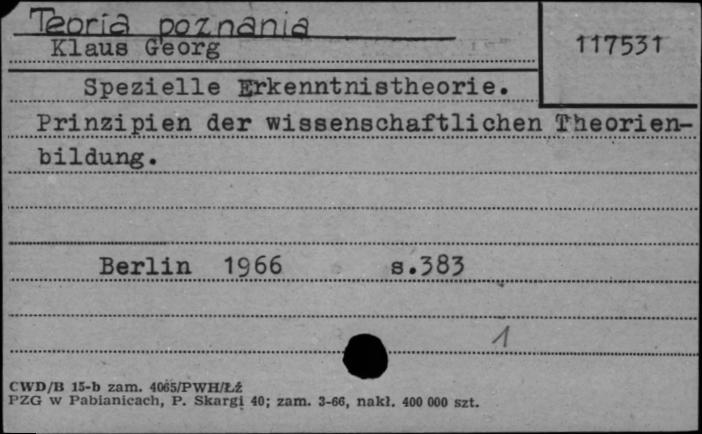 Teoria poznania
Klaus Georg
117531
Spezielle Erkenntnistheorie.
Prinzipien der wissenschaftlichen Theorien-
bildung.
Berlin 1966 s.383
1
CWD/B 15-b zam. 4065/PWH/Łź
PZG w Pabianicach, P. Skargi 40; zam. 3-66, nakł. 400 000 szt.